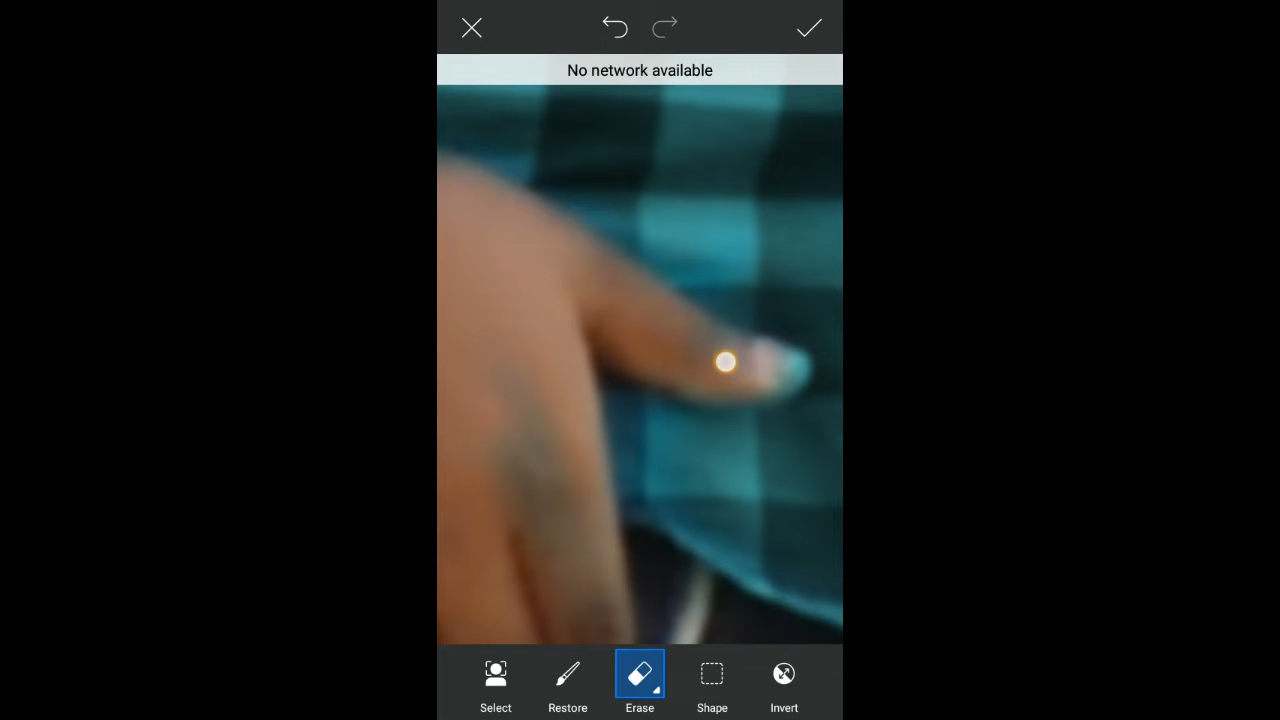 No network available
Select
Restore
Erase
Shape
Invert